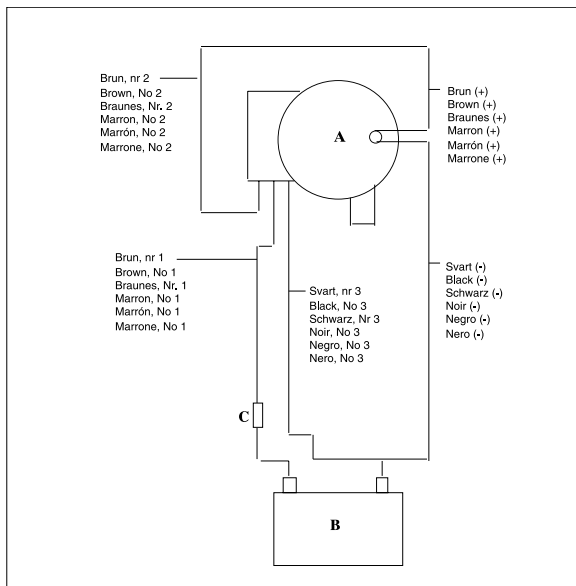 Brun, nr 2
Brown, No 2
Braunes, Nr. 2
Marron, No 2
Marrón, No 2
Marrone, No 2
A
Brun (+)
Brown (+)
Braunes (+)
Marron (+)
Marrón (+)
Marrone (+)
Brun, nr 1
Brown, No 1
Braunes, Nr. 1
Marron, No 1
Marrón, No 1
Marrone, No 1
Svart, nr 3
Black, No 3
Schwarz, Nr 3
Noir, No 3
Negro, No 3
Nero, No 3
Svart (-)
Black (-)
Schwarz (-)
Noir (-)
Negro (-)
Nero (-)
C
B